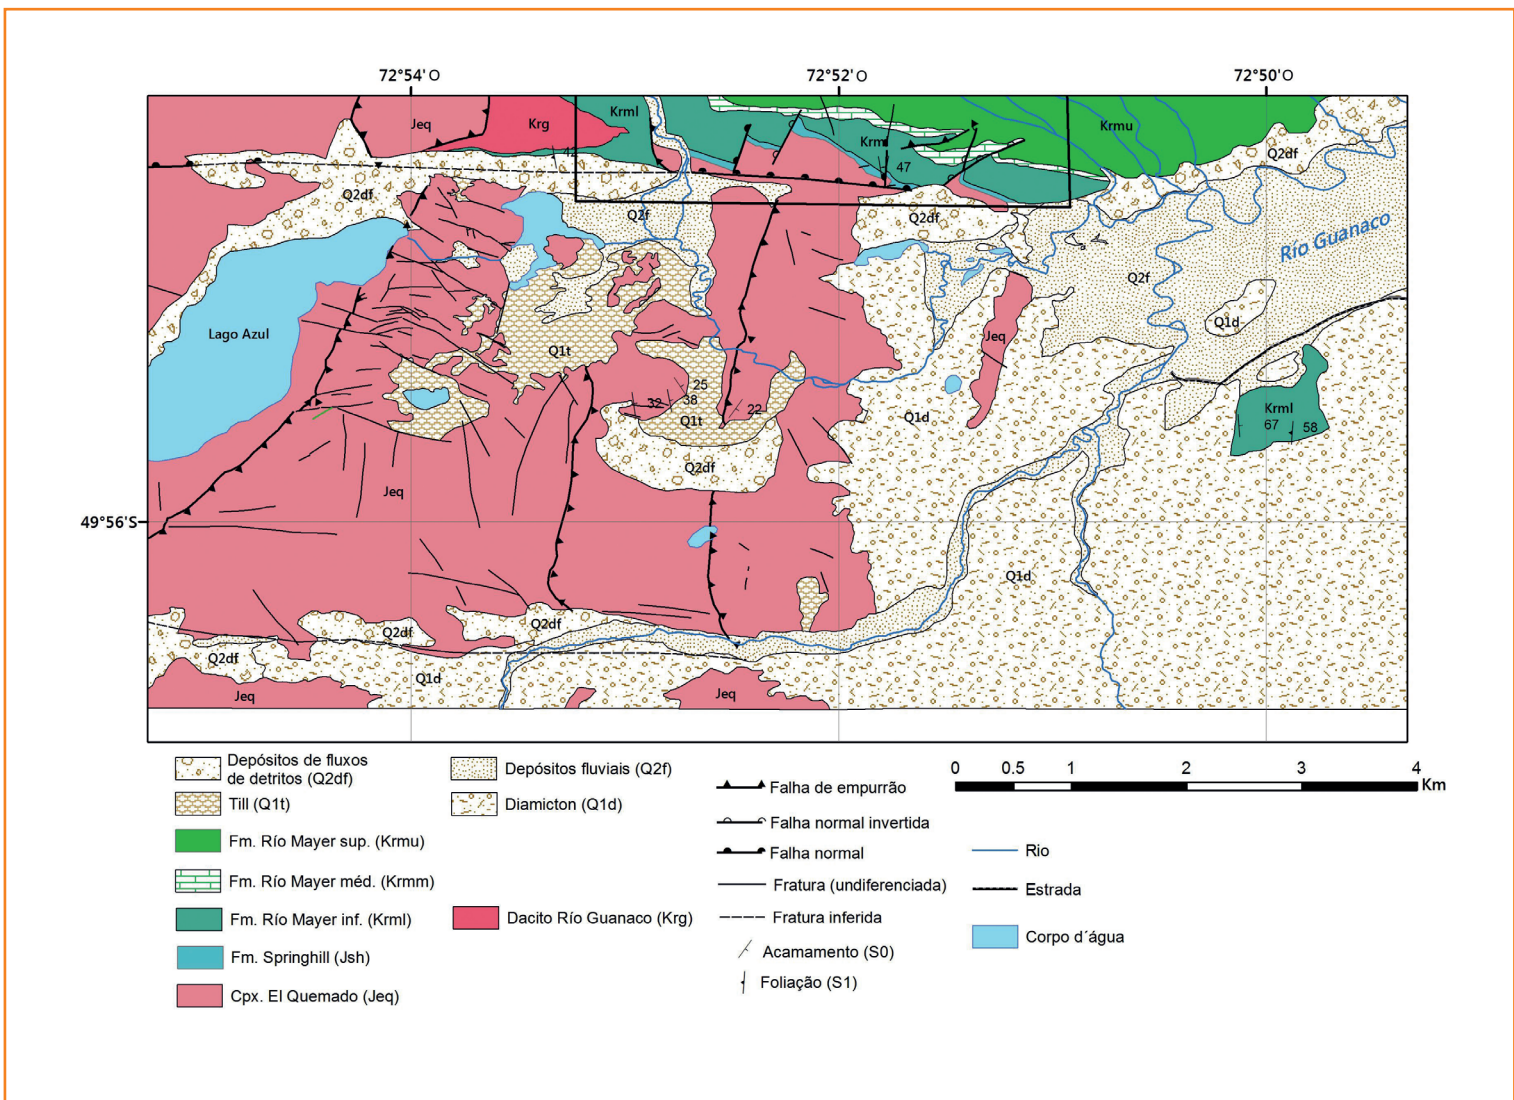 72°54'O
72°52'O
72°50'O
Jeq
Krg
Krml
Krmu
42
47
Q2df
Q2df
Q2f
Q2df
Río Guanaco
Q2f
Lago Azul
Q1d
Jeq
Q1t
25
32
38
22
Q1t
Q1d
Krml
67
58
Q2df
Jeq
49°56'S
Q1d
Q2df
Q2df
Q2df
Q1d
Jeq
Jeq
Depósitos de fluxos
de detritos (Q2df)
Till (Q1t)
Fm. Río Mayer sup. (Krmu)
Fm. Río Mayer méd. (Krmm)
Fm. Río Mayer inf. (Krml)
Fm. Springhill (Jsh)
Cpx. El Quemado (Jeq)
Depósitos fluviais (Q2f)
Diamicton (Q1d)
Dacito Río Guanaco (Krg)
Falha de empurrão
Falha normal invertida
Falha normal
Fratura (undiferenciada)
Fratura inferida
Acamamento (S0)
Foliação (S1)
0 0.5 1 2 3 4
Km
Rio
Estrada
Corpo d´água